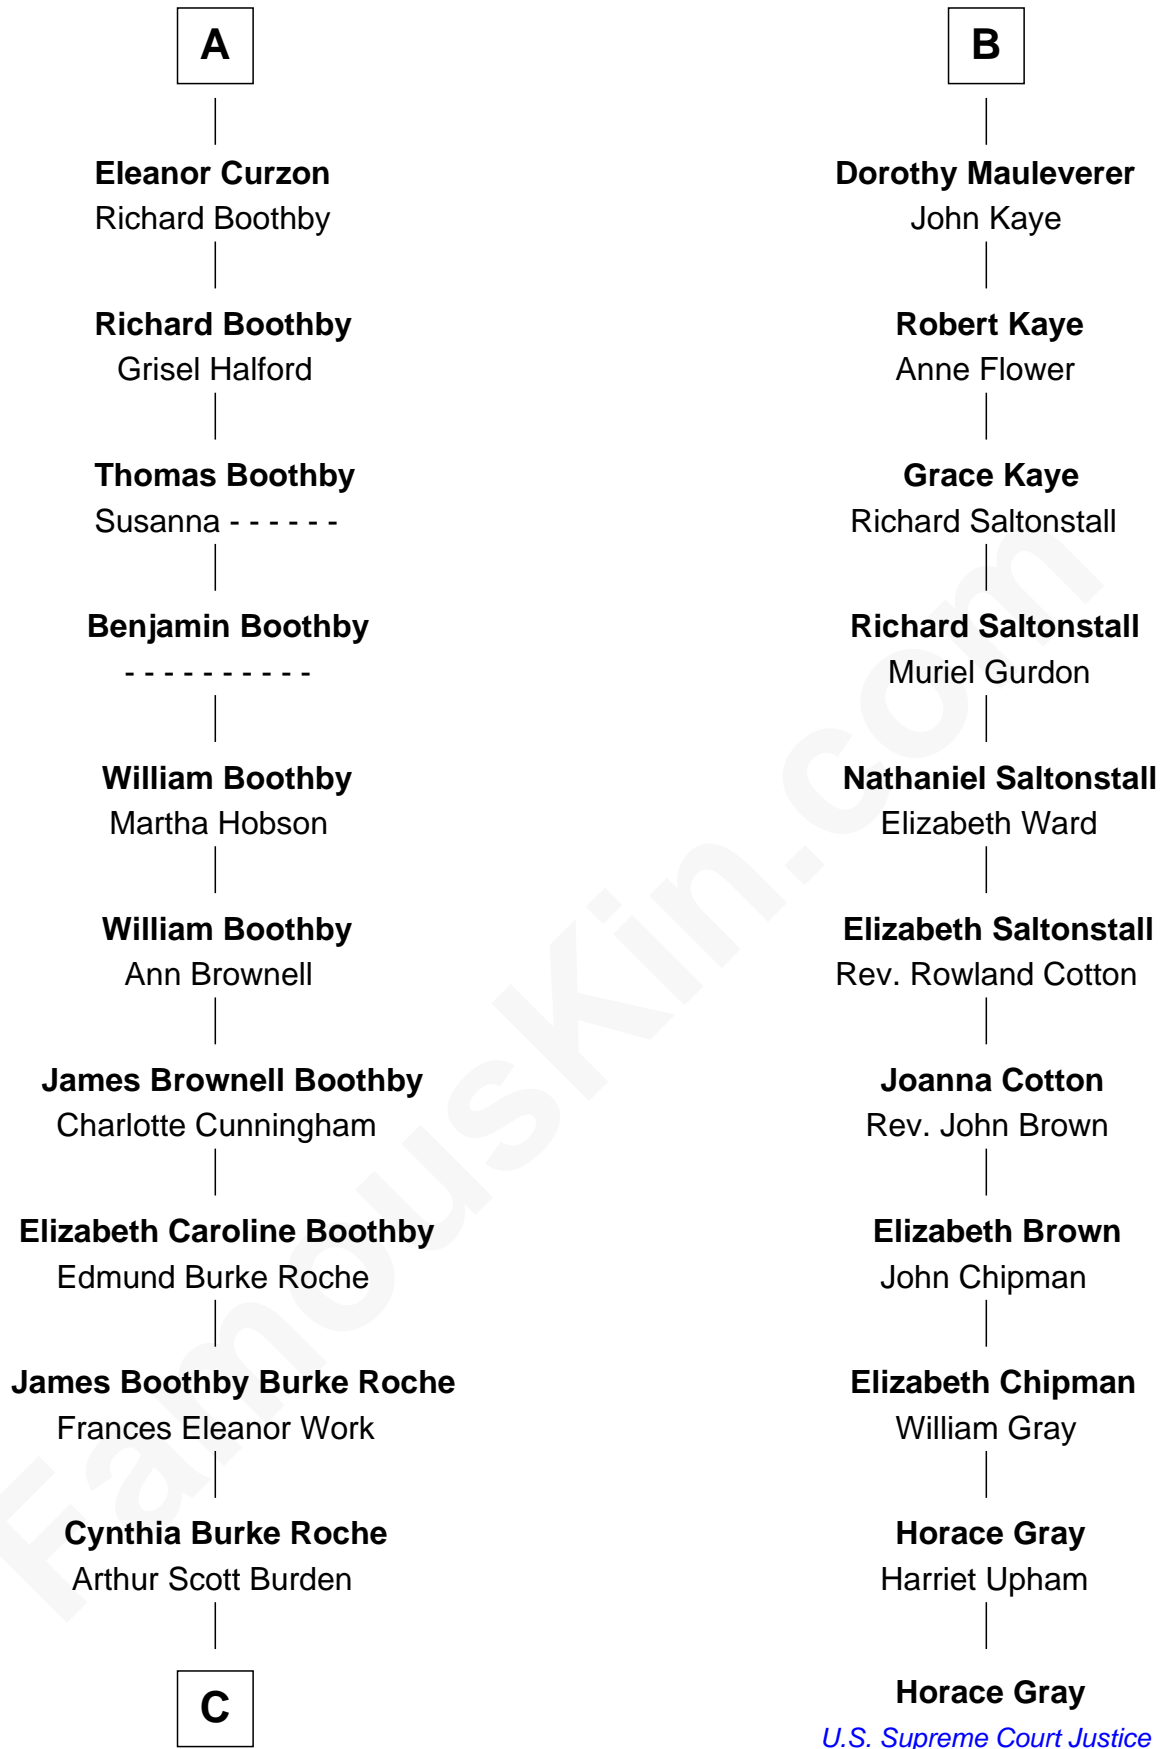 A
Eleanor Curzon
Richard Boothby
Richard Boothby
Grisel Halford
Thomas Boothby
Susanna - - - - - -
Benjamin Boothby
- - - - - - - - - -
William Boothby
Martha Hobson
William Boothby
Ann Brownell
James Brownell Boothby
Charlotte Cunningham
Elizabeth Caroline Boothby
Edmund Burke Roche
James Boothby Burke Roche
Frances Eleanor Work
Cynthia Burke Roche
Arthur Scott Burden
C
B
Dorothy Mauleverer
John Kaye
Robert Kaye
Anne Flower
Grace Kaye
Richard Saltonstall
Richard Saltonstall
Muriel Gurdon
Nathaniel Saltonstall
Elizabeth Ward
Elizabeth Saltonstall
Rev. Rowland Cotton
Joanna Cotton
Rev. John Brown
Elizabeth Brown
John Chipman
Elizabeth Chipman
William Gray
Horace Gray
Harriet Upham
Horace Gray
U.S. Supreme Court Justice
FamousKin.com